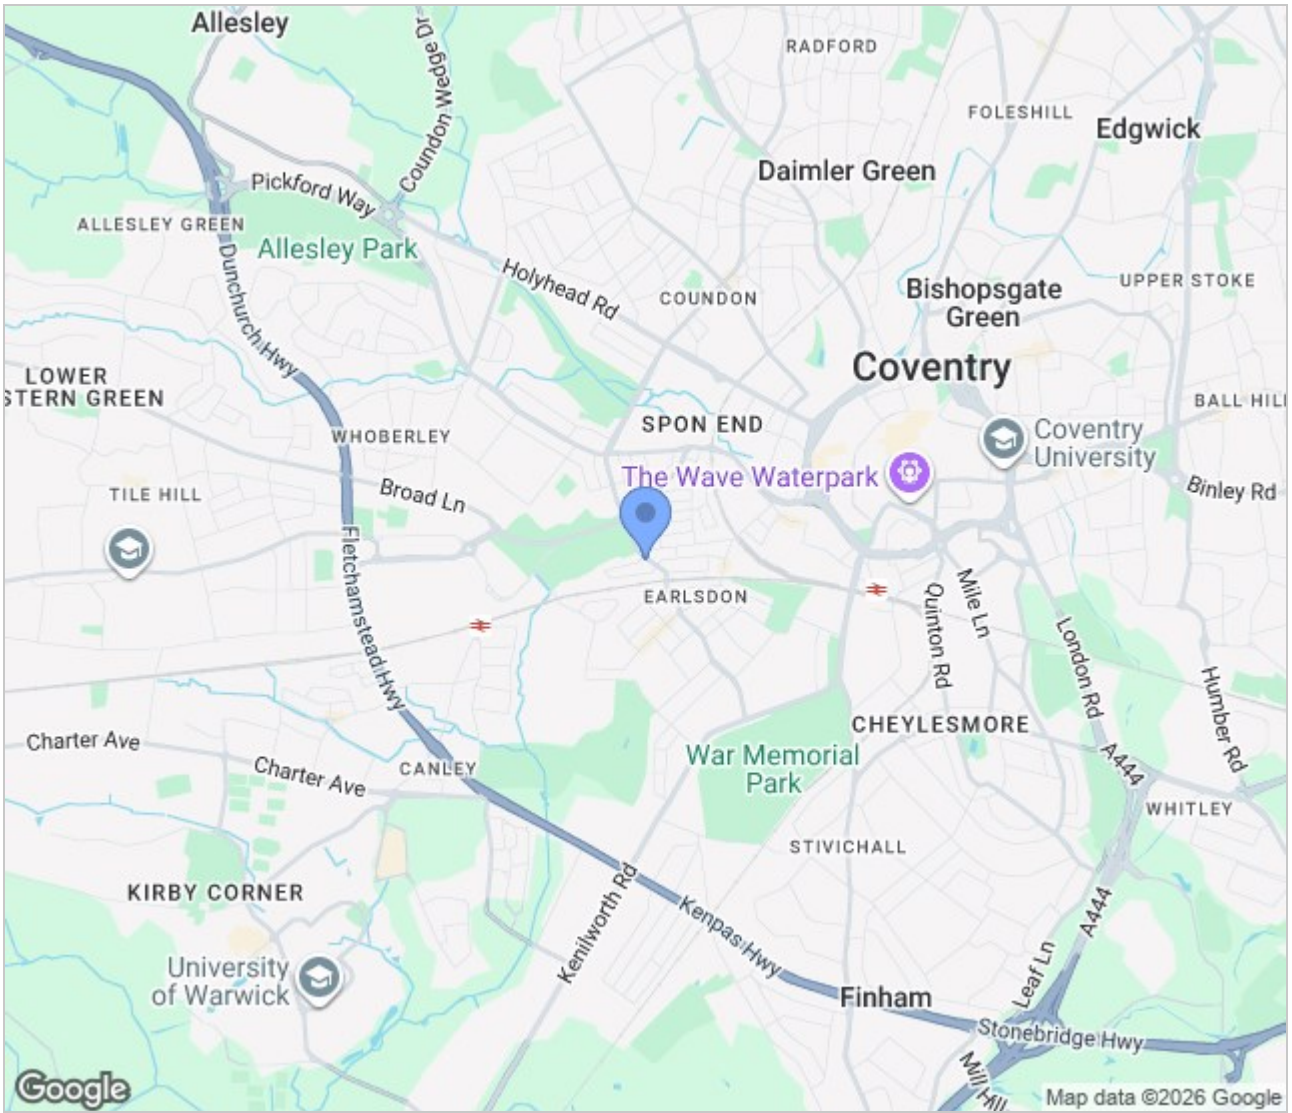 Allesley
Coundon Wedge Dr
RADFORD
FOLESHILL
Edgwick
Daimler Green
Pickford Way
ALLESLEY GREEN
Allesley Park
Dunchurch Hwy
Holyhead Rd
COUNDON
Bishopsgate
Green
UPPER STOKE
Coventry
LOWER
STERN GREEN
BALL HILL
SPON END
WHOBERLEY
Coventry
University
The Wave Waterpark
TILE HILL
Broad Ln
Binley Rd
Fletchamstead Hwy
EARLSDON
Mile Ln
Quinton Rd
London Rd
Humber Rd
CHEYLESMORE
Charter Ave
War Memorial
Park
A444
CANLEY
Charter Ave
WHITLEY
STIVICHALL
KIRBY CORNER
Kenilworth Rd
Kenpas Hwy
A444
University
of Warwick
Leaf Ln
Finham
Stonebridge Hwy
Mill Hill
Google
Map data ©2026 Google